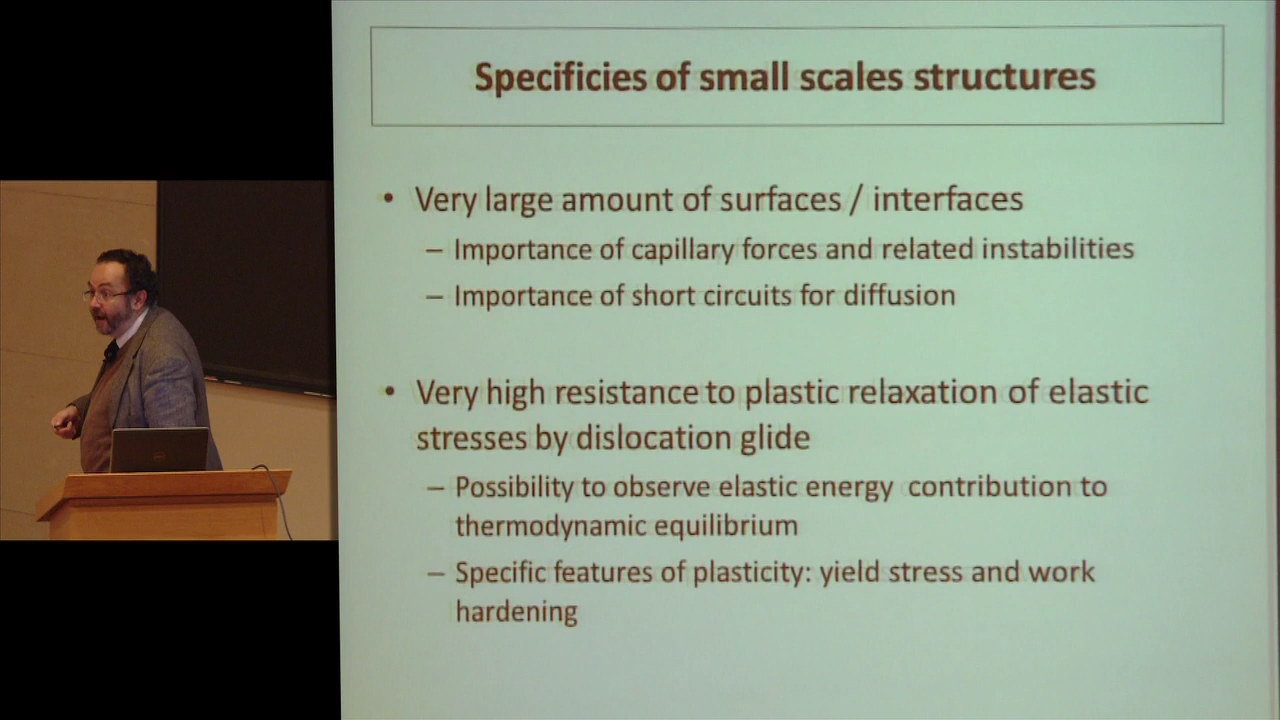 Specificies of small scales structures
• Very large amount of surfaces / interfaces
– Importance of capillary forces and related instabilities
– Importance of short circuits for diffusion
• Very high resistance to plastic relaxation of elastic
stresses by dislocation glide
– Possibility to observe elastic energy contribution to
thermodynamic equilibrium
– Specific features of plasticity: yield stress and work
hardening